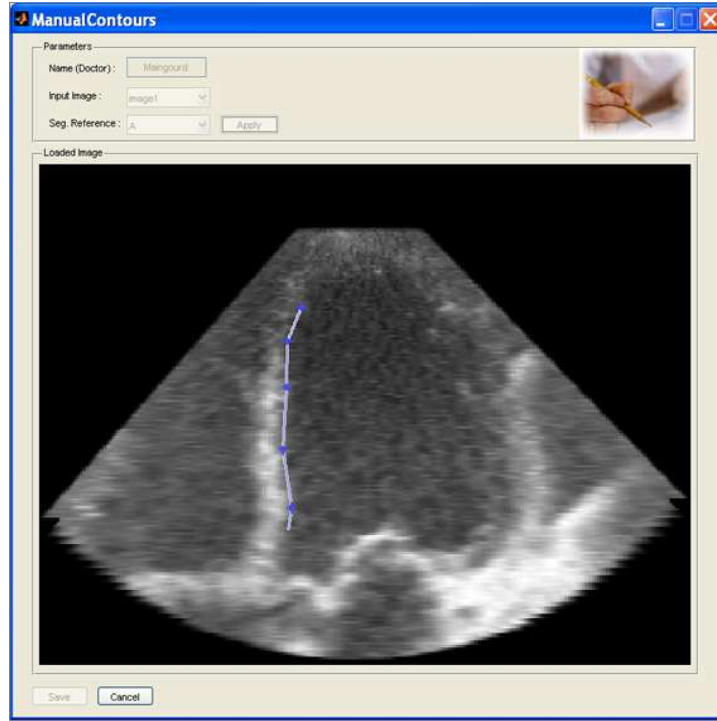 ManualContours
Parameters
Name (Doctor) :
Maingourd
Input Image :
image1
Seg. Reference :
A
Apply
Loaded Image
Save
Cancel